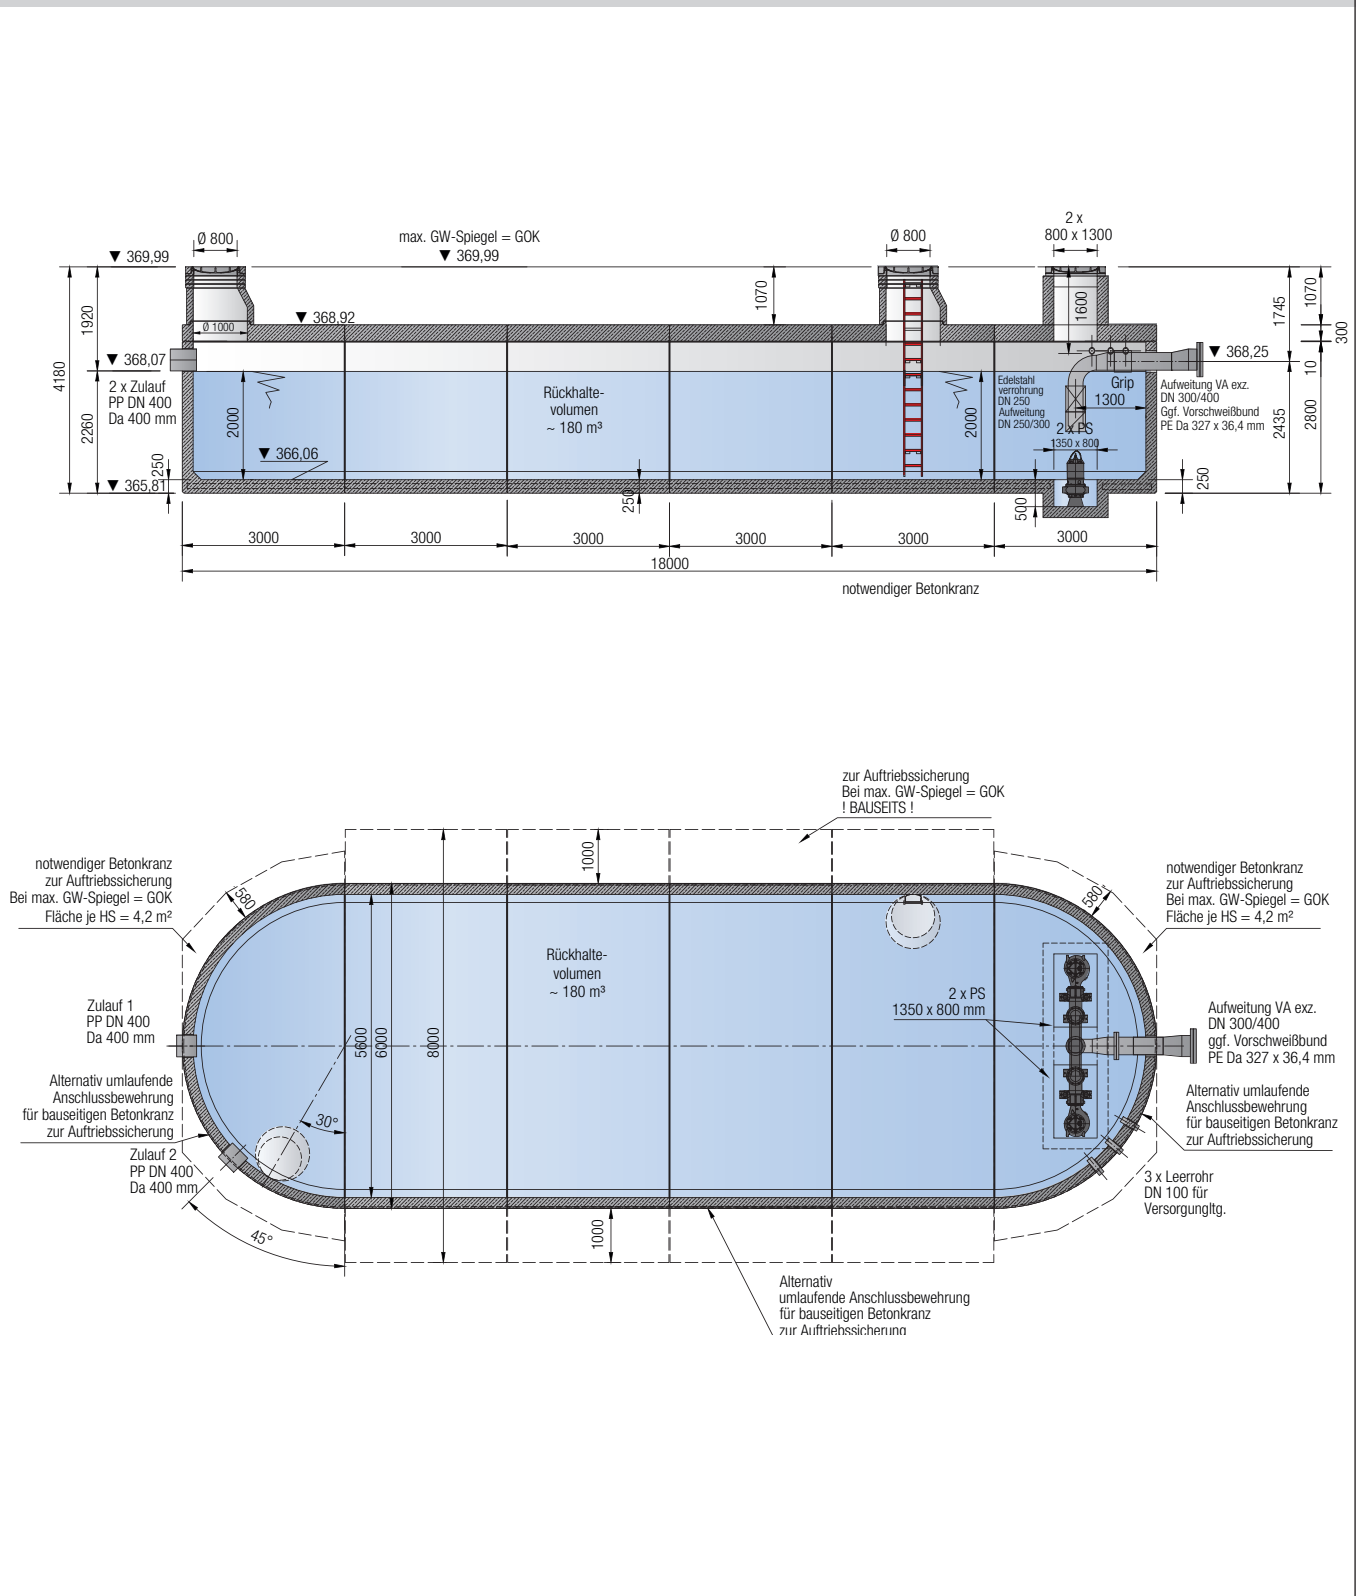 2 x
800 x 1300
Ø 800
max. GW-Spiegel = GOK
Ø 800
▼ 369,99
▼ 369,99
1920
4180
1070
1600
1745
1070
300
Ø 1000
▼ 368,92
▼ 368,07
▼ 368,25
10
2 x Zulauf
PP DN 400
Da 400 mm
2260
2000
Rückhalte-
volumen
~ 180 m³
2000
Edelstahl
verrohrung
DN 250
Aufweitung
DN 250/300
Grip
1300
Aufweitung VA exz.
DN 300/400
Ggf. Vorschweißbund
PE Da 327 x 36,4 mm
2435
2800
2 x PS
1350 x 800
▼ 366,06
250
▼ 365,81
250
500
250
3000
3000
3000
3000
3000
3000
18000
notwendiger Betonkranz
zur Auftriebssicherung
Bei max. GW-Spiegel = GOK
! BAUSEITS !
notwendiger Betonkranz
zur Auftriebssicherung
Bei max. GW-Spiegel = GOK
Fläche je HS = 4,2 m²
580
1000
580
notwendiger Betonkranz
zur Auftriebssicherung
Bei max. GW-Spiegel = GOK
Fläche je HS = 4,2 m²
Rückhalte-
volumen
~ 180 m³
2 x PS
1350 x 800 mm
Zulauf 1
PP DN 400
Da 400 mm
5600
6000
8000
Aufweitung VA exz.
DN 300/400
ggf. Vorschweißbund
PE Da 327 x 36,4 mm
Alternativ umlaufende
Anschlussbewehrung
für bauseitigen Betonkranz
zur Auftriebssicherung
30°
Alternativ umlaufende
Anschlussbewehrung
für bauseitigen Betonkranz
zur Auftriebssicherung
Zulauf 2
PP DN 400
Da 400 mm
3 x Leerrohr
DN 100 für
Versorgungltg.
45°
1000
Alternativ
umlaufende Anschlussbewehrung
für bauseitigen Betonkranz
zur Auftriebssicherung